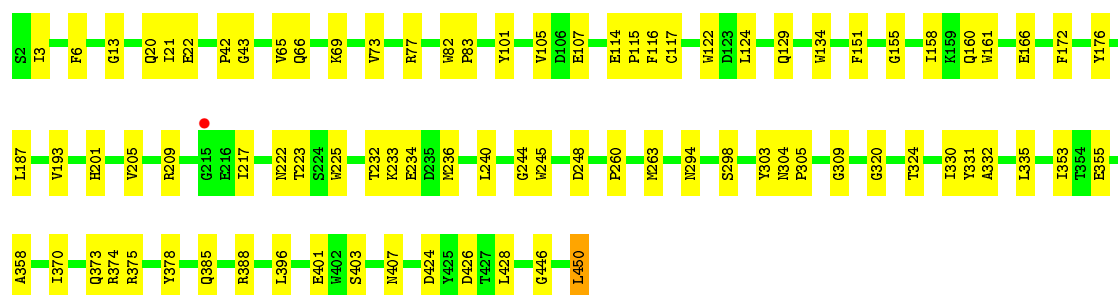 S2 I3 F6 G13 Q20 I21 E22 P42 G43 V65 Q66 K69 V73 R77 W82 P83 Y101 V105 D106 E107 E114 P115 F116 C117 W122 D123 L124 Q129 W134 F151 G155 I158 K159 Q160 W161 E166 F172 Y176
L187 V193 H201 V205 R209 G215 E216 I217 N222 T223 S224 W225 T232 K233 E234 D235 M236 L240 G244 W245 D248 P260 M263 N294 S298 Y303 N304 P305 G309 G320 T324 I330 Y331 A332 L335 I353 T354 E355
A358 I370 Q373 R374 R375 Y378 Q385 R388 L396 E401 W402 S403 N407 D424 Y425 D426 T427 L428 G446 L450